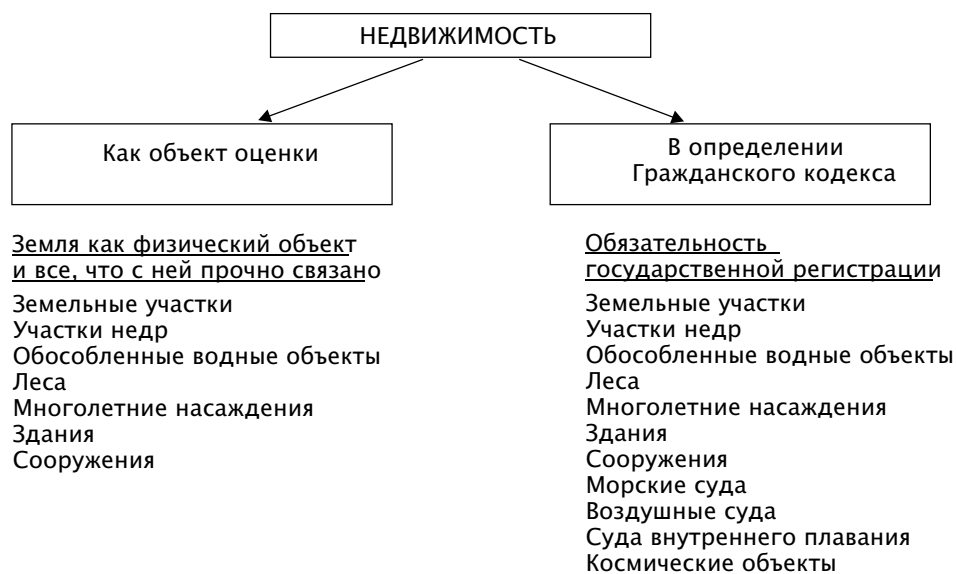 НЕДВИЖИМОСТЬ
Как объект оценки
В определении
Гражданского кодекса
Земля как физический объект
и все, что с ней прочно связано
Земельные участки
Участки недр
Обособленные водные объекты
Леса
Многолетние насаждения
Здания
Сооружения
Обязательность
государственной регистрации
Земельные участки
Участки недр
Обособленные водные объекты
Леса
Многолетние насаждения
Здания
Сооружения
Морские суда
Воздушные суда
Суда внутреннего плавания
Космические объекты